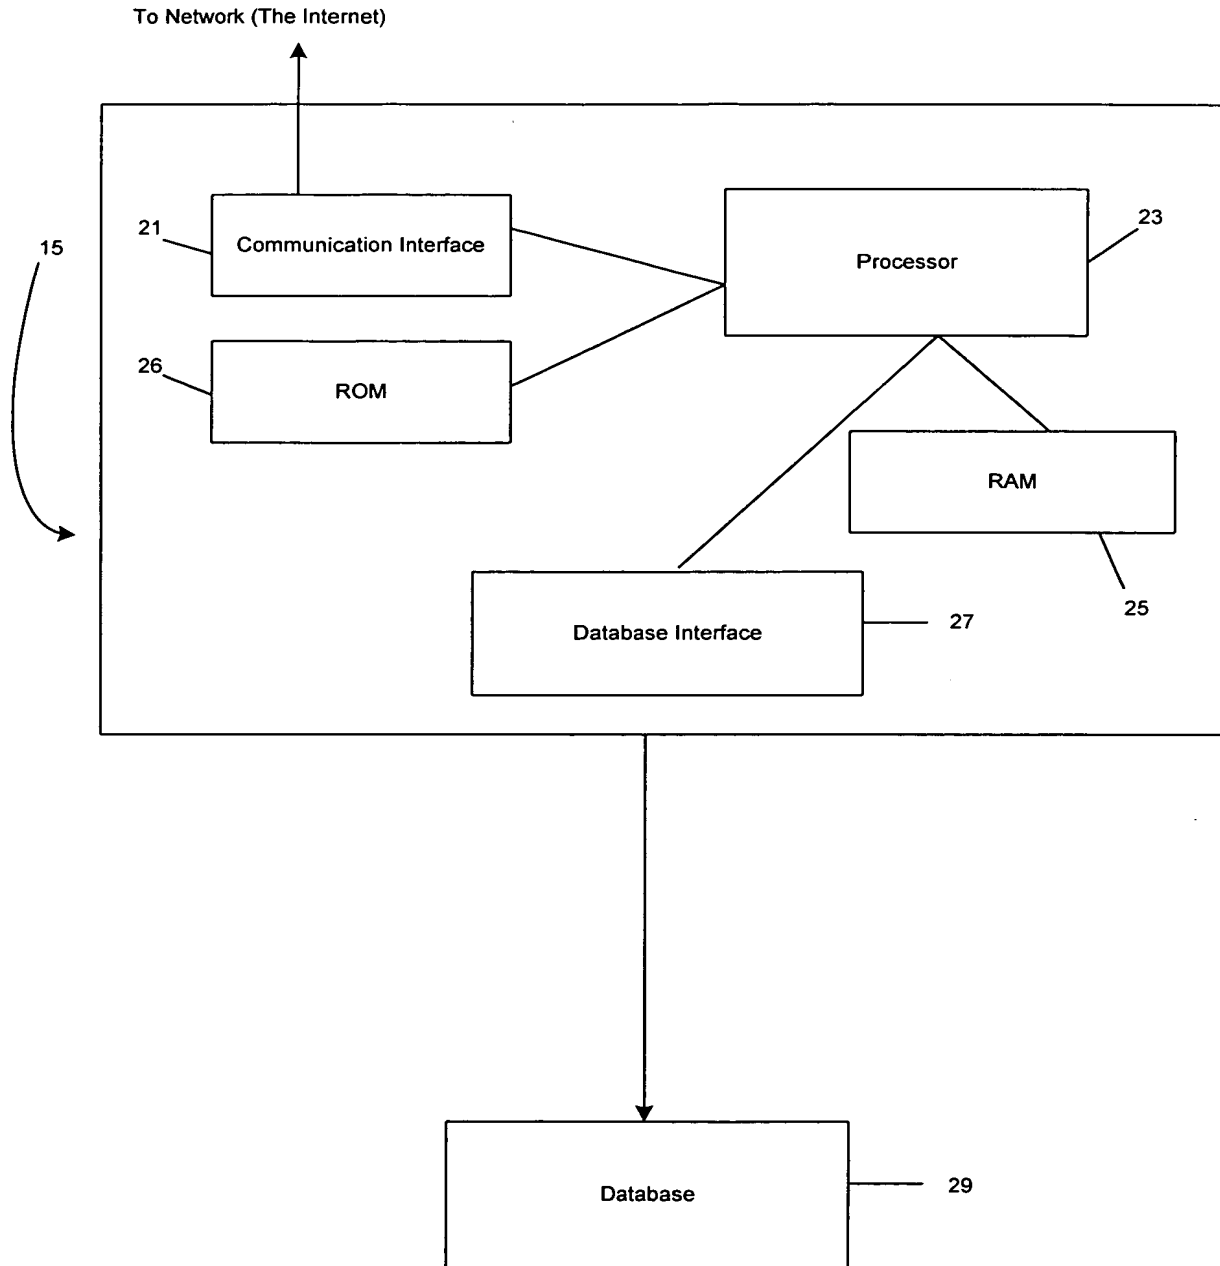 To Network (The Internet)
21
Communication Interface
Processor
23
15
26
ROM
RAM
25
Database Interface
27
Database
29